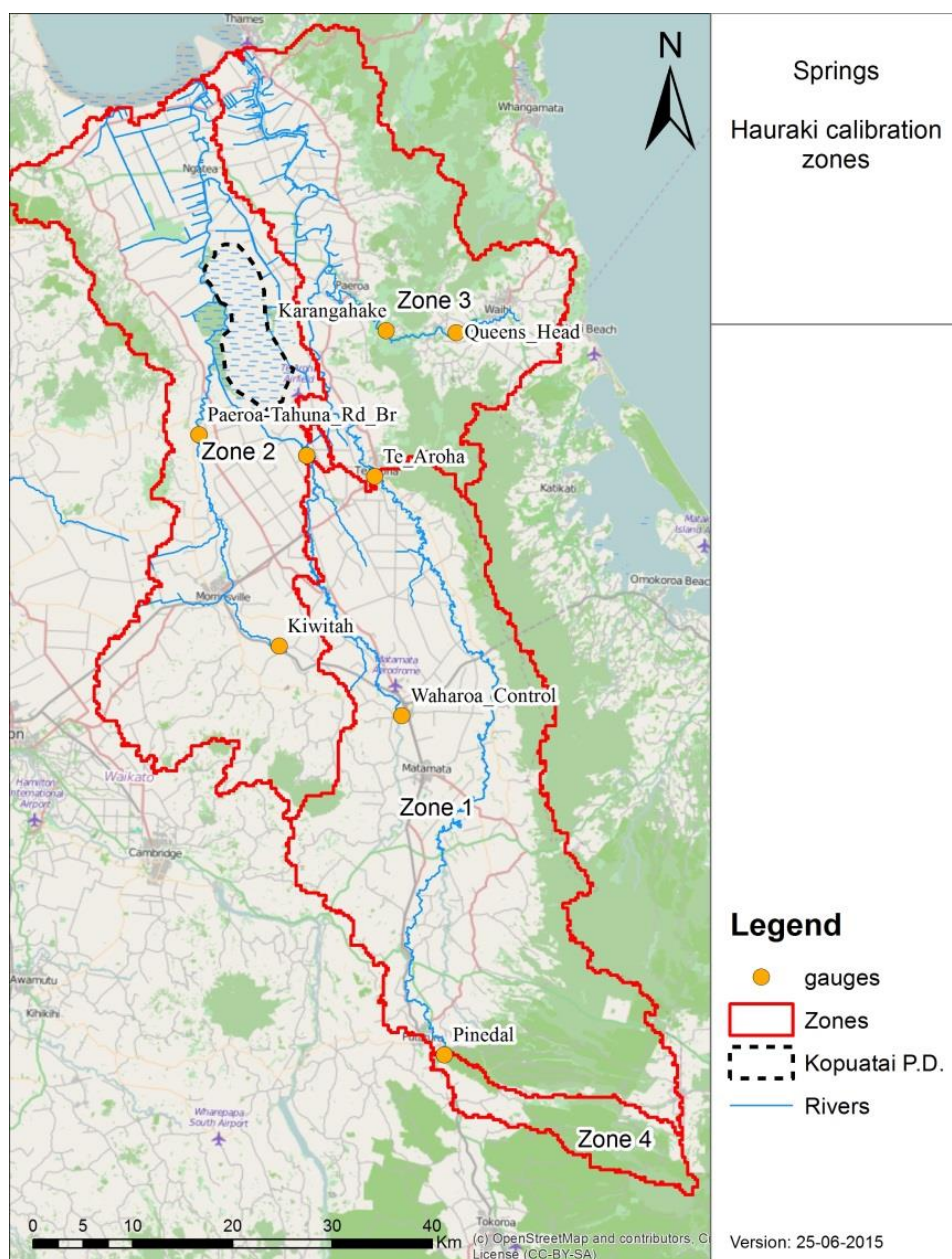 Thames
N
Springs
Hauraki calibration
zones
Whangamata
Ngatea
Paeroa
Zone 3
Karangahake
Waihi
Queens_Head
Beach
Airfield
Paeroa-Tahuna_Rd_Br
Zone 2
Te_Aroha
Katikati
Island
Omokoroa Beach
Morrinsville
Kiwitah
Matamata
Aerodrome
Waharoa_Control
Waikato
Matamata
Hamilton
International
Airport
Zone 1
Cambridge
Legend
gauges
Awamutu
Kihikihi
Zones
Pinedal
Kopuatai P.D.
Rivers
Wharepapa
South Airport
Zone 4
0 5 10 20 30 40
Km
Tokoroa
(c) OpenStreetMap and contributors,
License (CC-BY-SA)
Version: 25-06-2015